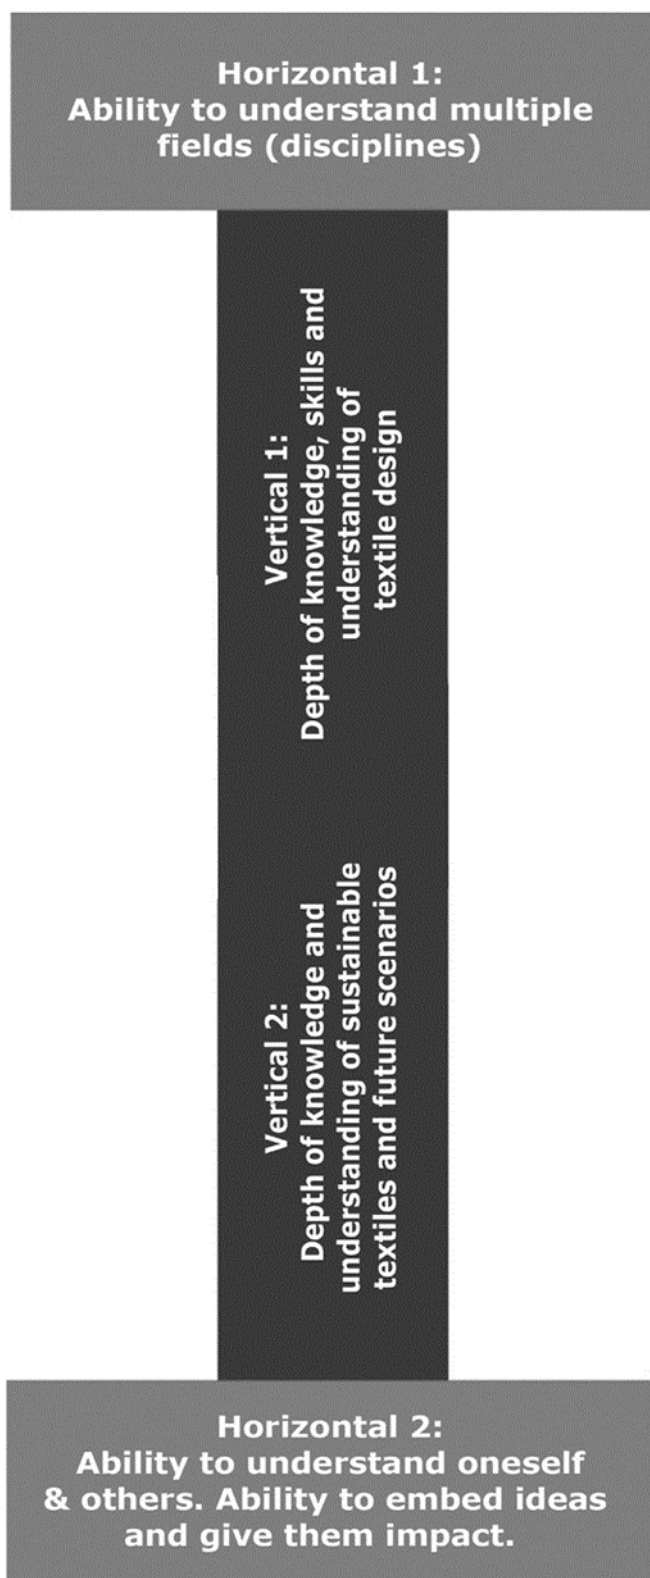 Horizontal 1:
Ability to understand multiple
fields (disciplines)
Vertical 1:
Depth of knowledge, skills and
understanding of
textile design
Vertical 2:
Depth of knowledge and
understanding of sustainable
textiles and future scenarios
Horizontal 2:
Ability to understand oneself
& others. Ability to embed ideas
and give them impact.